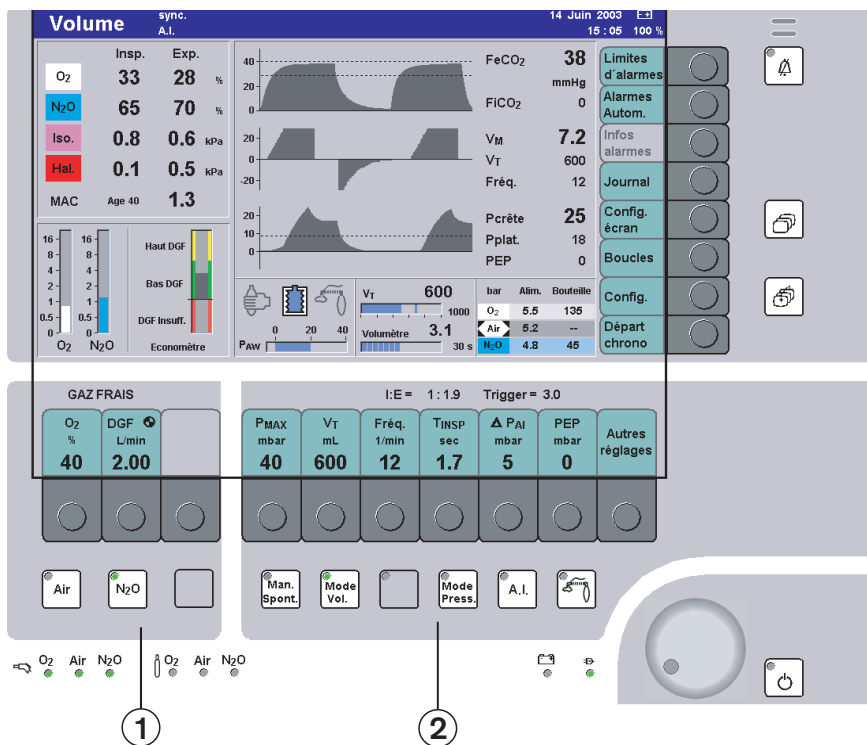 Volume sync. 14 Juin 2003
A.I. 15 : 05 100 %
Insp. Exp.
O2 33 28 %
N2O 65 70 %
Iso. 0.8 0.6 kPa
Hal. 0.1 0.5 kPa
MAC Age 40 1.3
40
20
0
FeCO2 38
mmHg
FiCO2 0
20
0
-20
VM 7.2
VT 600
Fréq. 12
20
10
0
Pcrête 25
Pplat. 18
PEP 0
Limites d´alarmes
Alarmes Autom.
Infos alarmes
Journal
Config. écran
Boucles
Config.
Départ chrono
16 16
8 8
4 4
2 2
1 1
0.5 0.5
0 0
O2 N2O
Haut DGF
Bas DGF
DGF Insuff.
Economètre
0 20 40
PAW
VT 600
1000
Volumètre 3.1
30 s
bar Alim. Bouteille
O2 5.5 135
Air 5.2 --
N2O 4.8 45
GAZ FRAIS
I:E = 1 : 1.9 Trigger = 3.0
O2 % 40
DGF L/min 2.00
PMAX mbar 40
VT mL 600
Fréq. 1/min 12
TINSP sec 1.7
Δ PAI mbar 5
PEP mbar 0
Autres réglages
Air
N2O
Man. Spont.
Mode Vol.
Mode Press.
A.I.
O2 Air N2O
O2 Air N2O
1
2